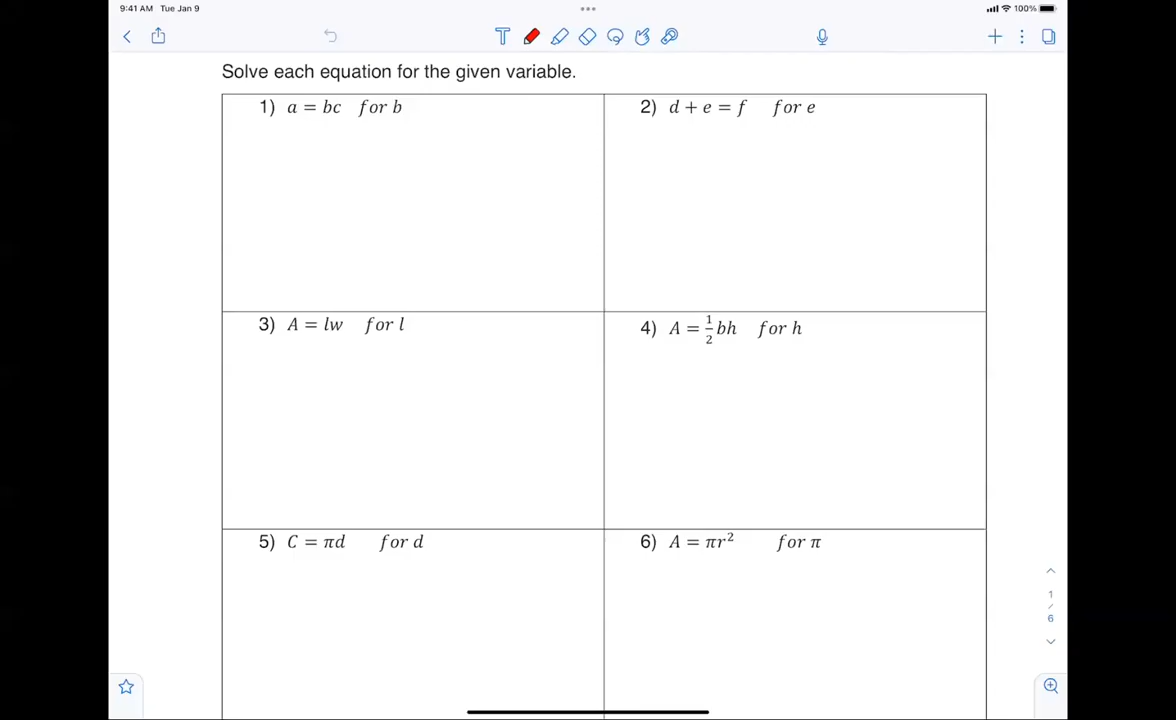 9:41 AM Tue Jan 9
100%
T
Solve each equation for the given variable.
1) a = bc for b
2) d + e = f for e
3) A = lw for l
4) A = 1/2 bh for h
5) C = πd for d
6) A = πr² for π
1
/
6